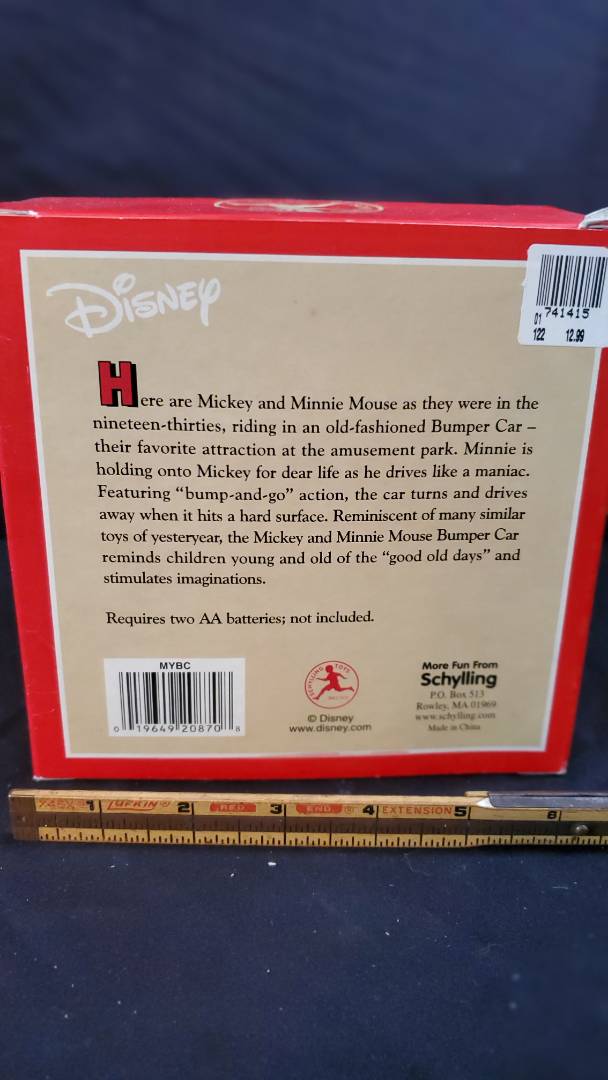 Disney
741415
01
122 12.99
Here are Mickey and Minnie Mouse as they were in the
nineteen-thirties, riding in an old-fashioned Bumper Car –
their favorite attraction at the amusement park. Minnie is
holding onto Mickey for dear life as he drives like a maniac.
Featuring “bump-and-go” action, the car turns and drives
away when it hits a hard surface. Reminiscent of many similar
toys of yesteryear, the Mickey and Minnie Mouse Bumper Car
reminds children young and old of the “good old days” and
stimulates imaginations.
Requires two AA batteries; not included.
MYBC
0 19649 20870 8
SCHYLLING TOYS
© Disney
www.disney.com
More Fun From
Schylling
P.O. Box 513
Rowley, MA 01969
www.schylling.com
Made in China
1 LUFKIN 2 RED 3 END 4 EXTENSION 5 6